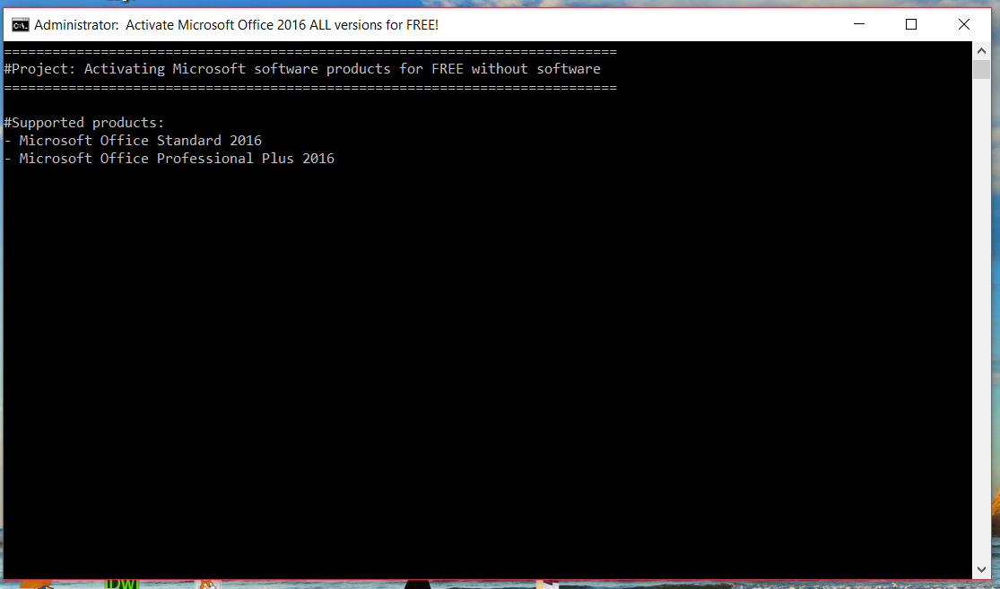 Administrator:  Activate Microsoft Office 2016 ALL versions for FREE!
============================================================================
#Project: Activating Microsoft software products for FREE without software
============================================================================
#Supported products:
- Microsoft Office Standard 2016
- Microsoft Office Professional Plus 2016